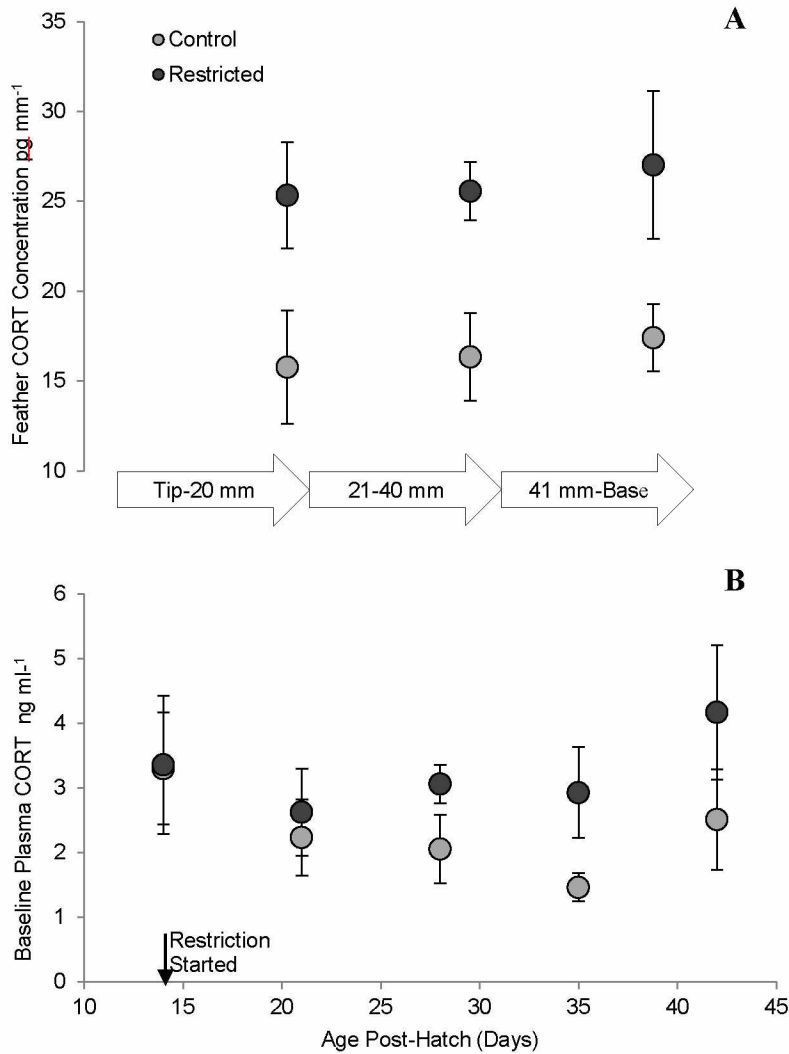 A
35
30
25
20
15
10
Feather CORT Concentration pg mm-1
Control
Restricted
Tip-20 mm
21-40 mm
41 mm-Base
B
6
5
4
3
2
1
0
Baseline Plasma CORT ng ml-1
Restriction
Started
10 15 20 25 30 35 40 45
Age Post-Hatch (Days)